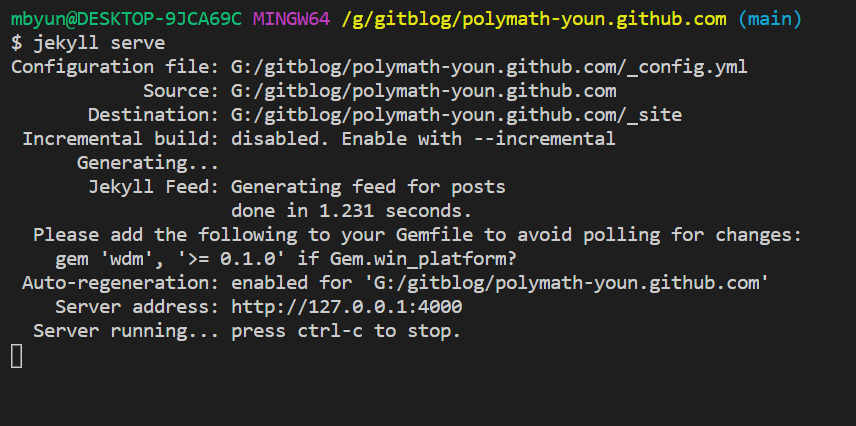 mbyun@DESKTOP-9JCA69C MINGW64 /g/gitblog/polymath-youn.github.com (main)
$ jekyll serve
Configuration file: G:/gitblog/polymath-youn.github.com/_config.yml
Source: G:/gitblog/polymath-youn.github.com
Destination: G:/gitblog/polymath-youn.github.com/_site
Incremental build: disabled. Enable with --incremental
Generating...
Jekyll Feed: Generating feed for posts
done in 1.231 seconds.
Please add the following to your Gemfile to avoid polling for changes:
gem 'wdm', '>= 0.1.0' if Gem.win_platform?
Auto-regeneration: enabled for 'G:/gitblog/polymath-youn.github.com'
Server address: http://127.0.0.1:4000
Server running... press ctrl-c to stop.